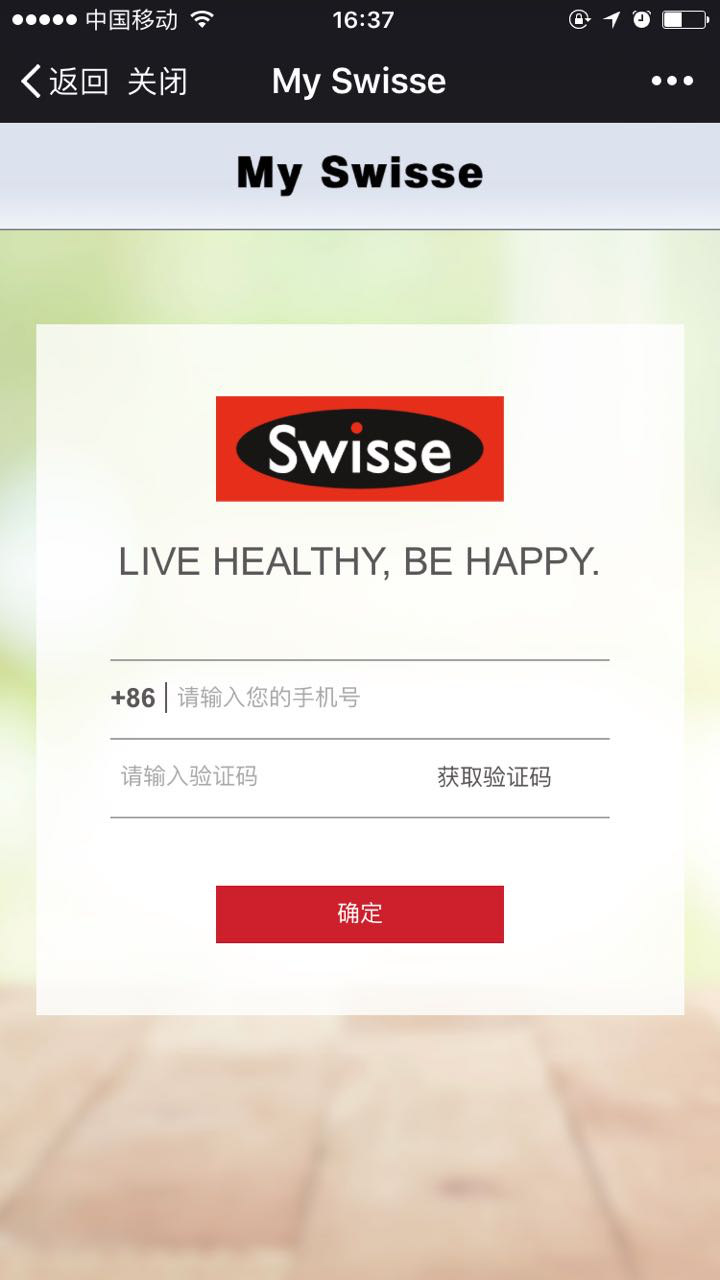 中国移动 16:37
返回 关闭 My Swisse
My Swisse
Swisse
LIVE HEALTHY, BE HAPPY.
+86 请输入您的手机号
请输入验证码 获取验证码
确定